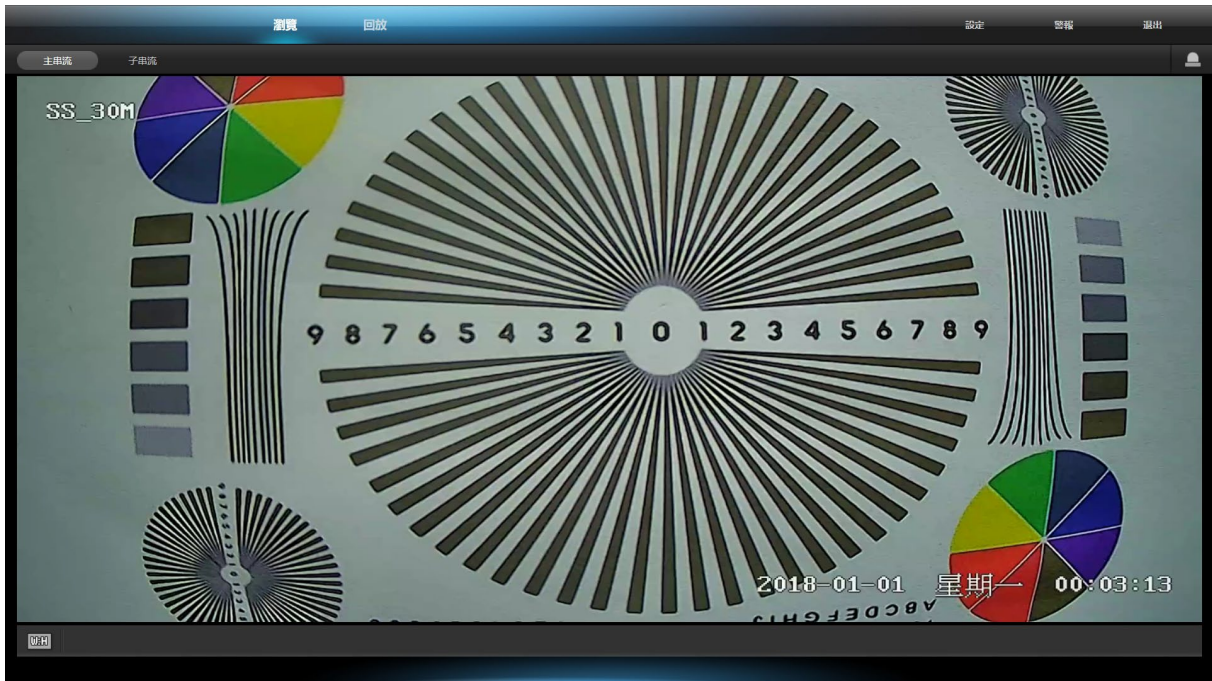 瀏覽 回放 設定 警報 退出
主串流 子串流
SS_30M
9 8 7 6 5 4 3 2 1 0 1 2 3 4 5 6 7 8 9
2018-01-01 星期一 00:03:13
ABCDEFGHIJ
W:H